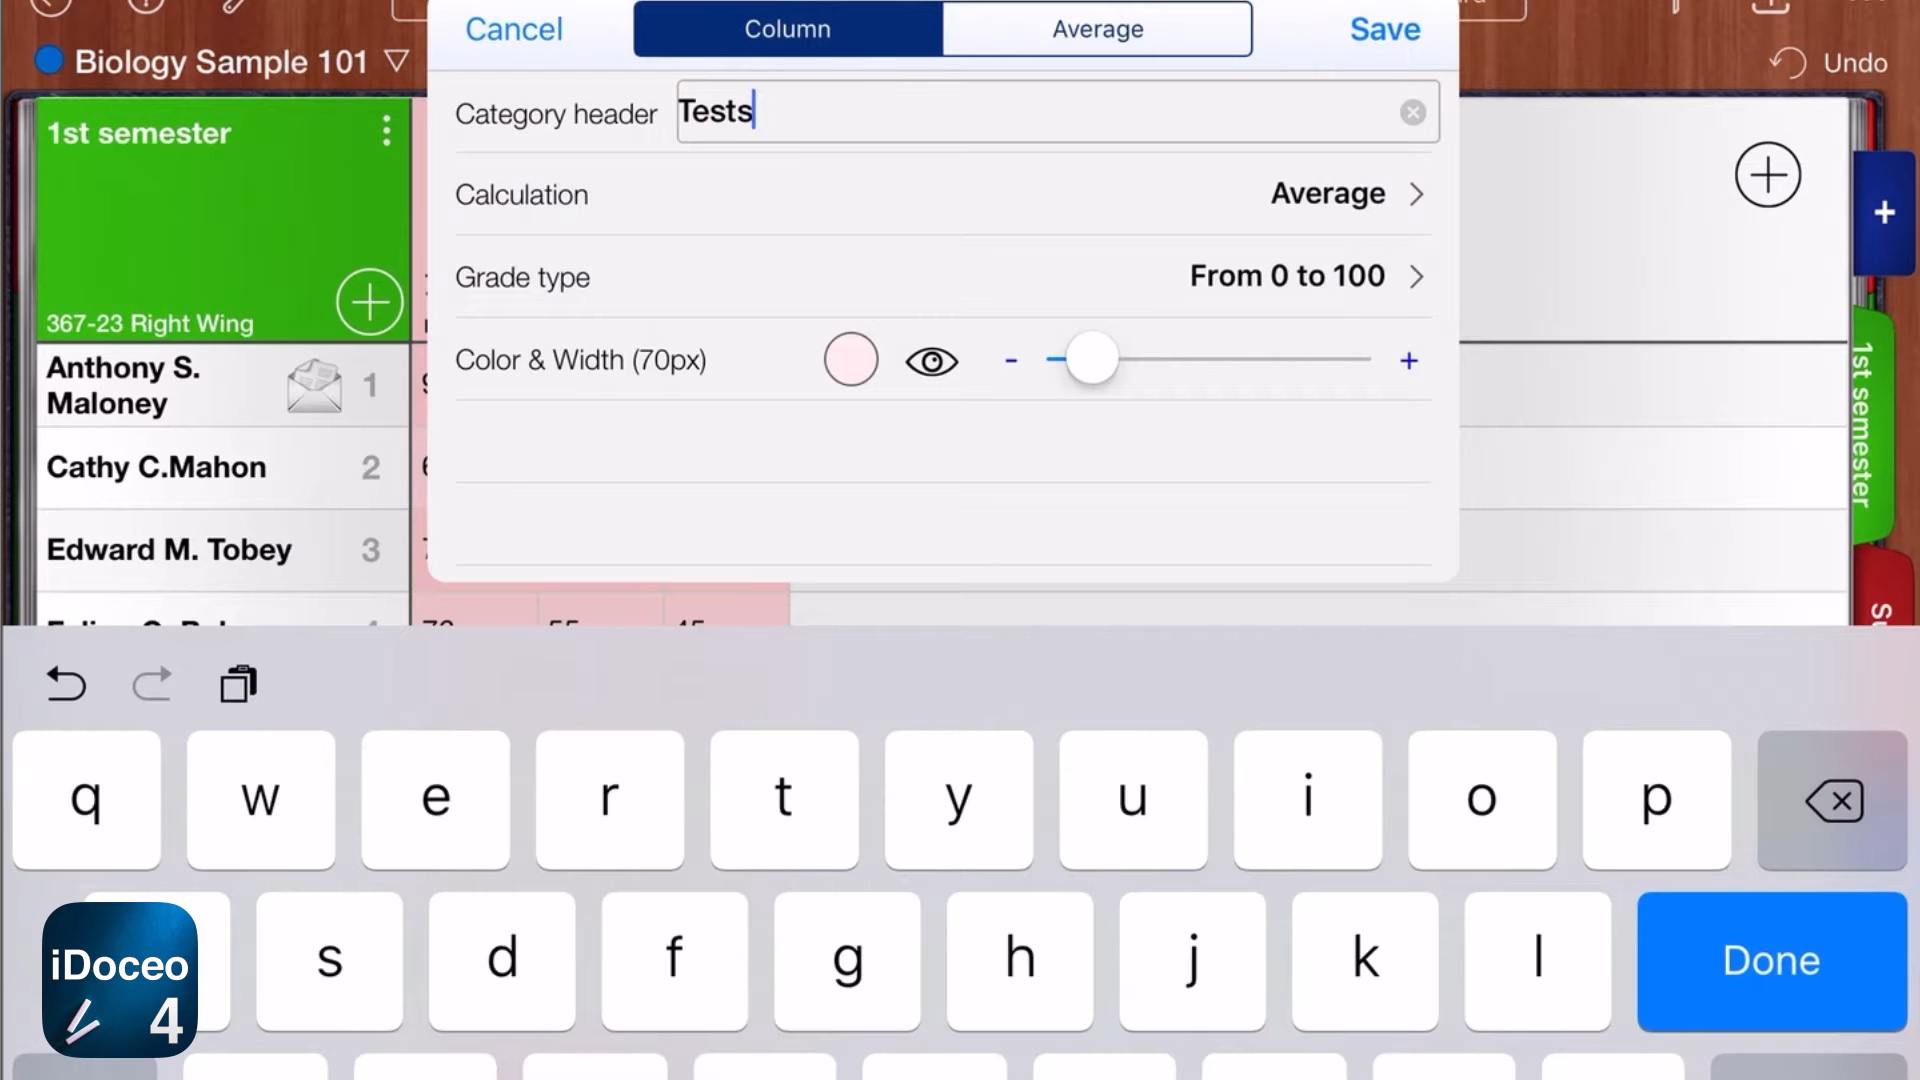 Cancel
Column
Average
Save
Biology Sample 101
Undo
Category header
Tests
1st semester
Calculation
Average
+
Grade type
From 0 to 100
367-23 Right Wing
Color & Width (70px)
-
+
Anthony S.
Maloney
1
1st semester
Cathy C.Mahon
2
Edward M. Tobey
3
q w e r t y u i o p
s d f g h j k l
Done
iDoceo
4